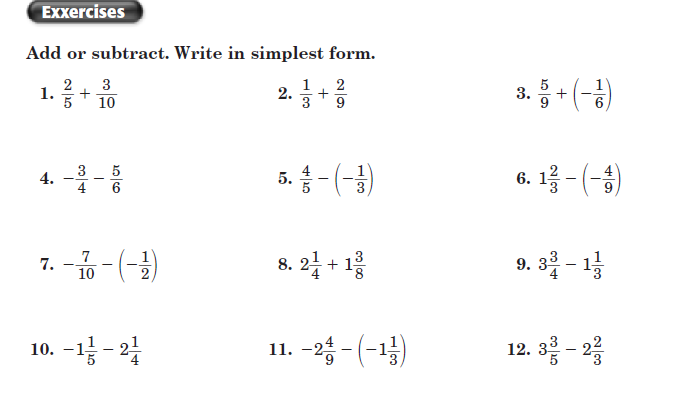 Exxercises
Add or subtract. Write in simplest form.
1. 2/5 + 3/10 2. 1/3 + 2/9 3. 5/9 + (−1/6)
4. −3/4 − 5/6 5. 4/5 − (−1/3) 6. 1 2/3 − (−4/9)
7. −7/10 − (−1/2) 8. 2 1/4 + 1 3/8 9. 3 3/4 − 1 1/3
10. −1 1/5 − 2 1/4 11. −2 4/9 − (−1 1/3) 12. 3 3/5 − 2 2/3